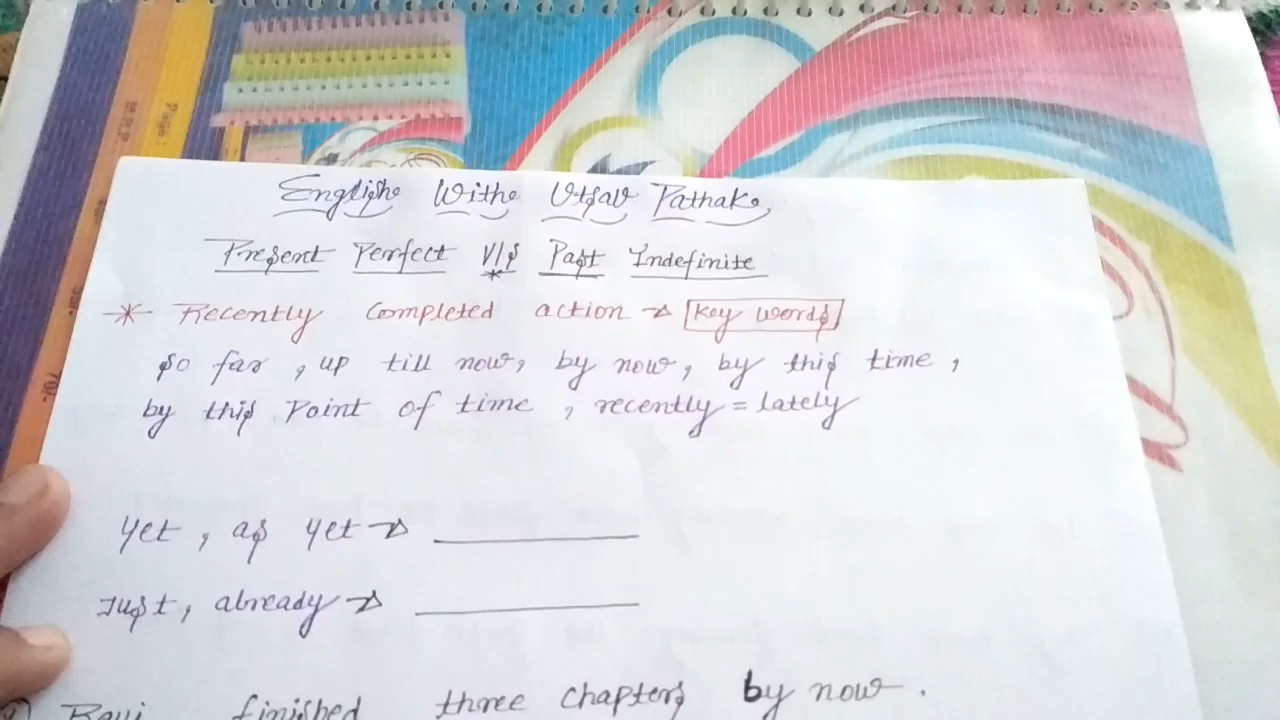 English With Utsav Pathak
Present Perfect V/s Past Indefinite
* Recently completed action → Key words
so far, up till now, by now, by this time,
by this point of time, recently = lately
yet, as yet →
Just, already →
Ravi finished three chapters by now.